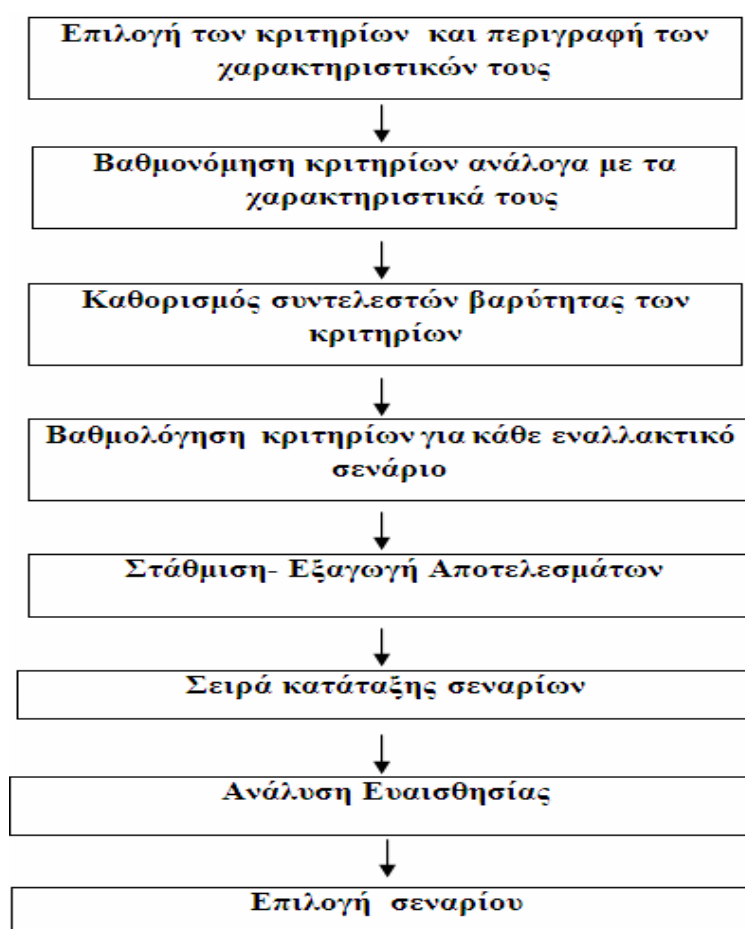 Επιλογή των κριτηρίων και περιγραφή των
χαρακτηριστικών τους
Βαθμονόμηση κριτηρίων ανάλογα με τα
χαρακτηριστικά τους
Καθορισμός συντελεστών βαρύτητας των
κριτηρίων
Βαθμολόγηση κριτηρίων για κάθε εναλλακτικό
σενάριο
Στάθμιση- Εξαγωγή Αποτελεσμάτων
Σειρά κατάταξης σεναρίων
Ανάλυση Ευαισθησίας
Επιλογή σεναρίου